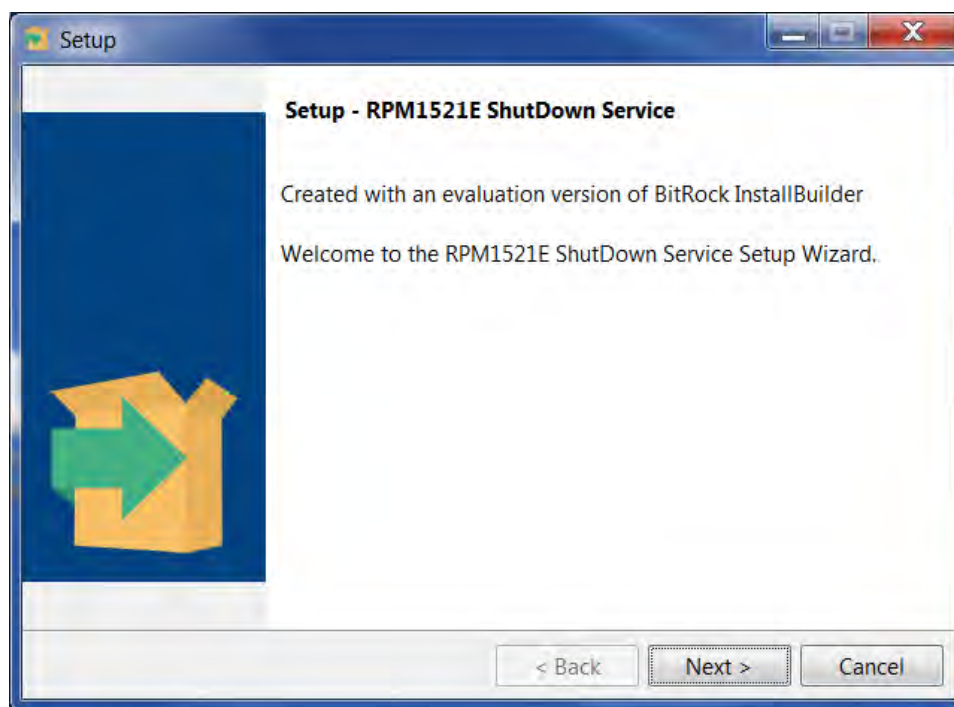 Setup
Setup - RPM1521E ShutDown Service
Created with an evaluation version of BitRock InstallBuilder
Welcome to the RPM1521E ShutDown Service Setup Wizard.
< Back
Next >
Cancel